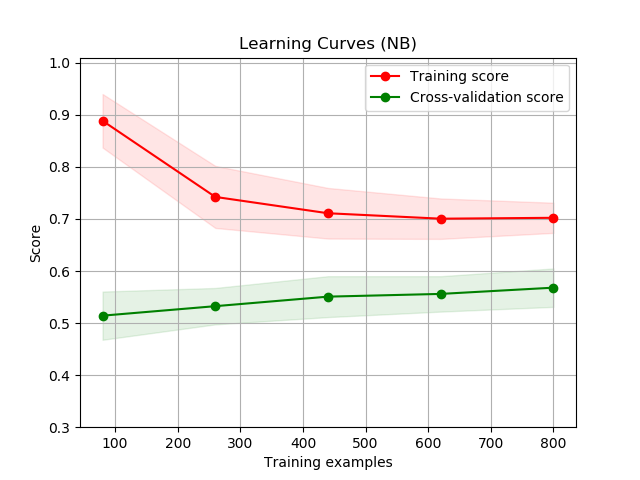 Learning Curves (NB)
Training score
Cross-validation score
1.0
0.9
0.8
0.7
0.6
0.5
0.4
0.3
Score
100 200 300 400 500 600 700 800
Training examples